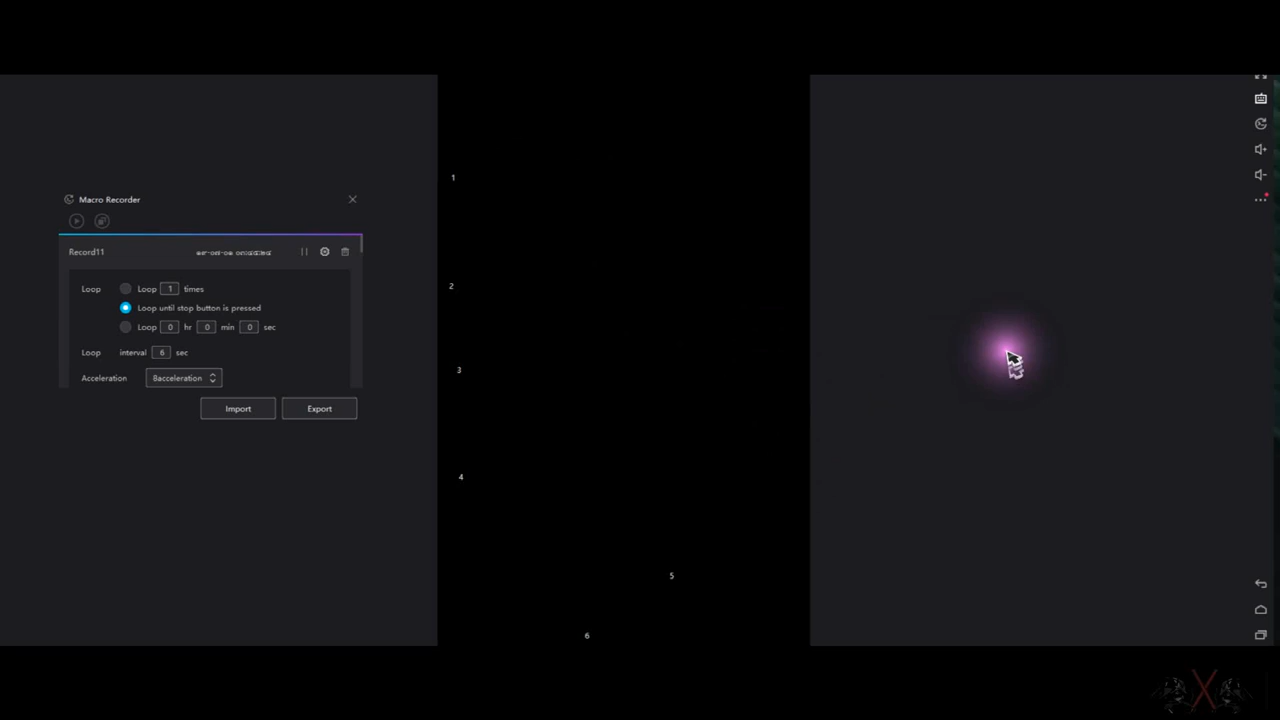 Macro Recorder
Record11
Loop
Loop 1 times
Loop until stop button is pressed
Loop 0 hr 0 min 0 sec
Loop interval 6 sec
Acceleration
Bacceleration
Import
Export
1
2
3
4
5
6
X